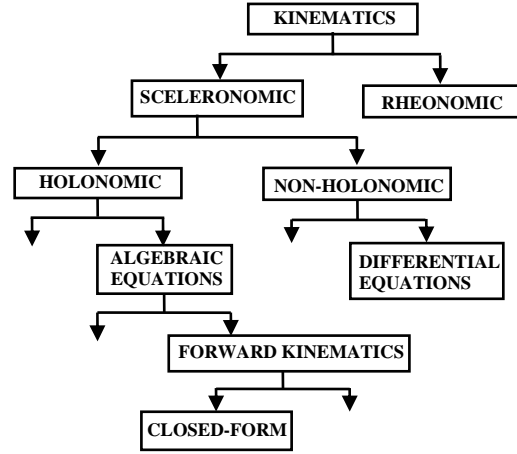 KINEMATICS
SCELERONOMIC
RHEONOMIC
HOLONOMIC
NON-HOLONOMIC
ALGEBRAIC
EQUATIONS
DIFFERENTIAL
EQUATIONS
FORWARD KINEMATICS
CLOSED-FORM